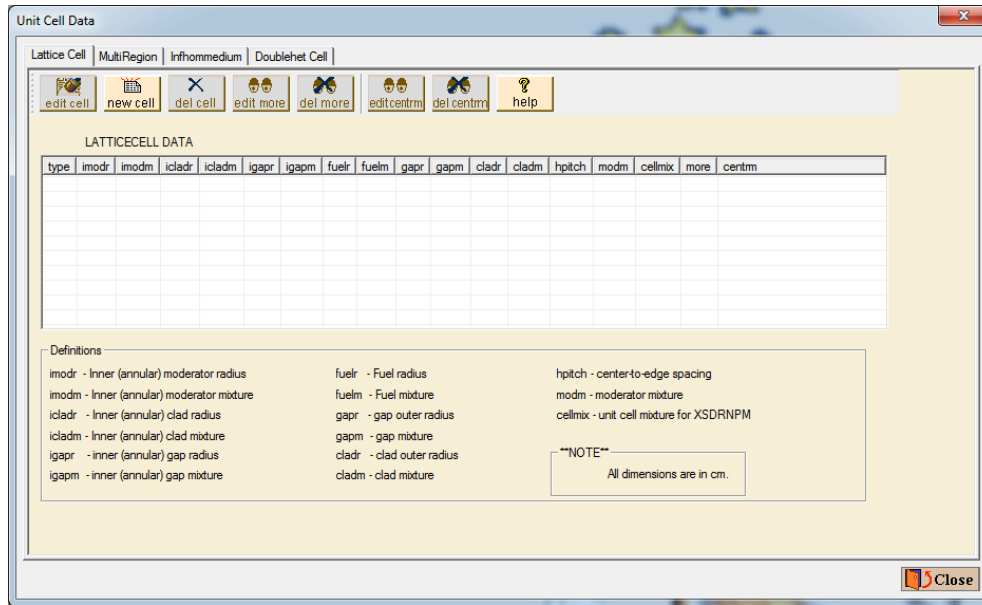 Unit Cell Data
Lattice Cell MultiRegion Infhommedium Doublehet Cell
edit cell new cell del cell edit more del more editcentrm del centrm help
LATTICECELL DATA
type imodr imodm icladr icladm igapr igapm fuelr fuelm gapr gapm cladr cladm hpitch modm cellmix more centrm
Definitions
imodr - Inner (annular) moderator radius fuelr - Fuel radius hpitch - center-to-edge spacing
imodm - Inner (annular) moderator mixture fuelm - Fuel mixture modm - moderator mixture
icladr - Inner (annular) clad radius gapr - gap outer radius cellmix - unit cell mixture for XSDRNPM
icladm - Inner (annular) clad mixture gapm - gap mixture
igapr - inner (annular) gap radius cladr - clad outer radius **NOTE**
igapm - inner (annular) gap mixture cladm - clad mixture All dimensions are in cm.
Close